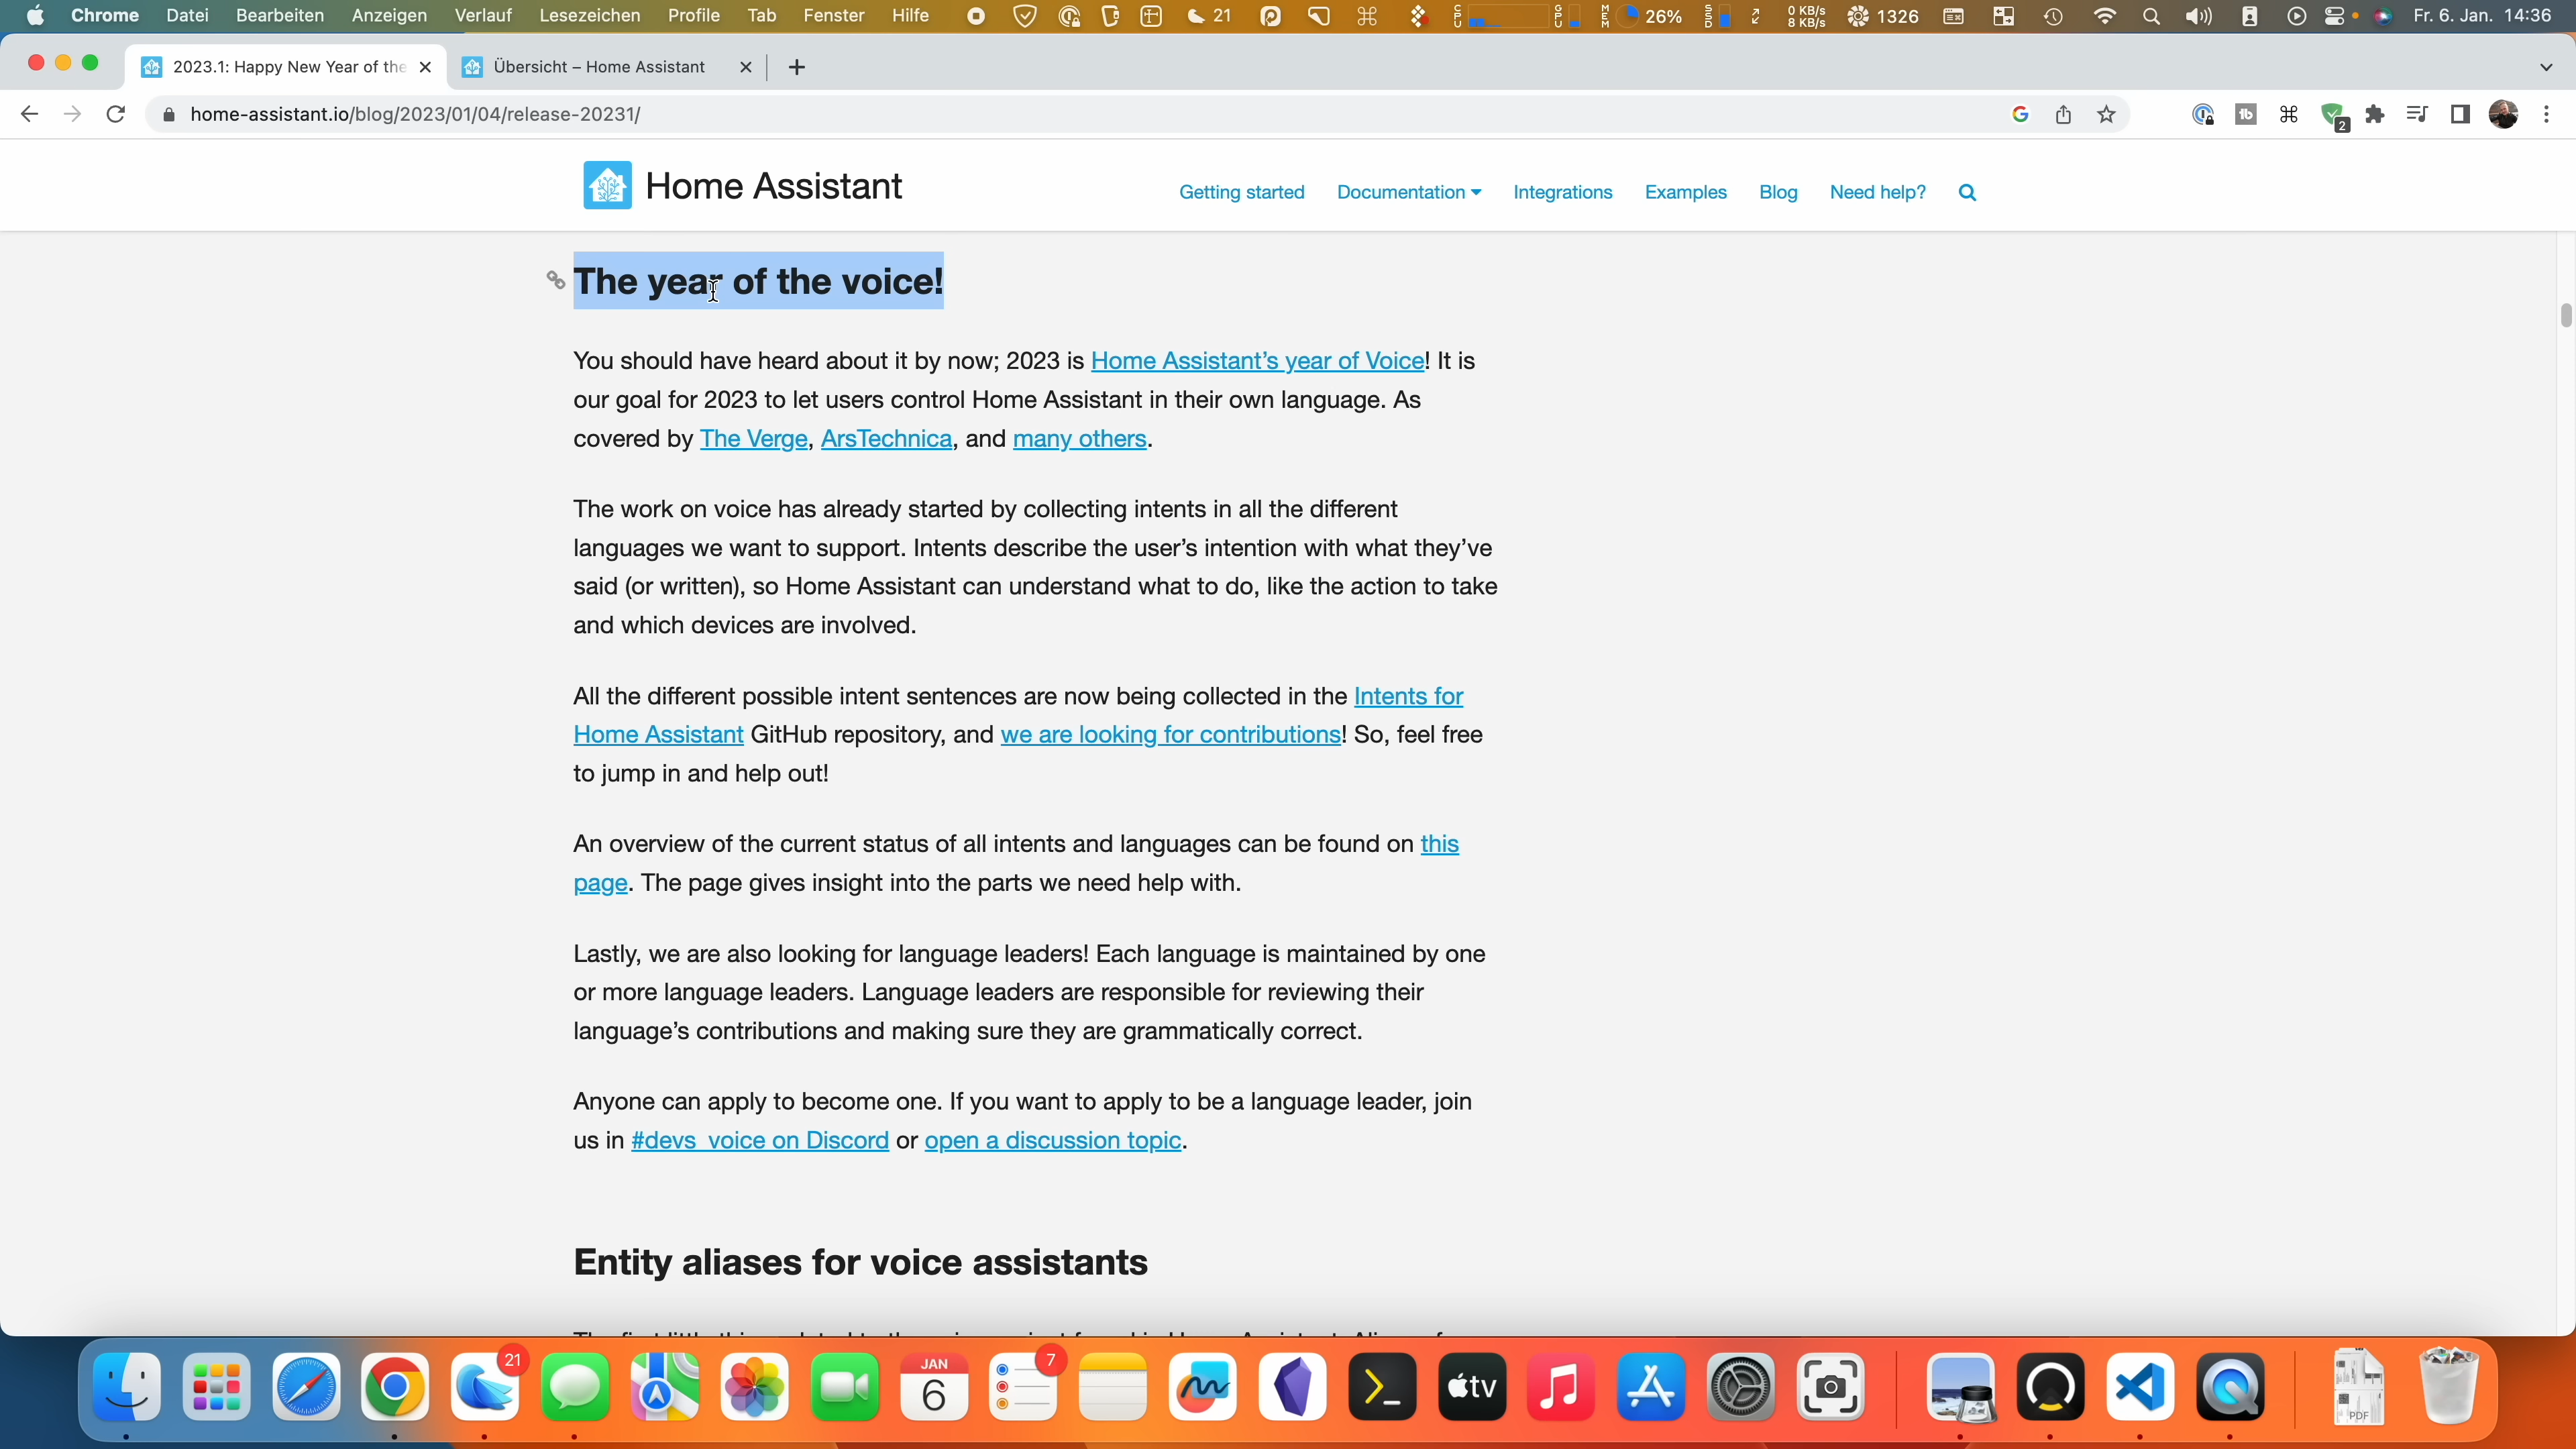 Chrome Datei Bearbeiten Anzeigen Verlauf Lesezeichen Profile Tab Fenster Hilfe 21 CPU GPU MEM 26% SSD 0 KB/s 8 KB/s 1326 Fr. 6. Jan. 14:36
2023.1: Happy New Year of the Übersicht – Home Assistant
home-assistant.io/blog/2023/01/04/release-20231/ 2
Home Assistant Getting started Documentation Integrations Examples Blog Need help?
The year of the voice!
You should have heard about it by now; 2023 is Home Assistant’s year of Voice! It is
our goal for 2023 to let users control Home Assistant in their own language. As
covered by The Verge, ArsTechnica, and many others.
The work on voice has already started by collecting intents in all the different
languages we want to support. Intents describe the user’s intention with what they’ve
said (or written), so Home Assistant can understand what to do, like the action to take
and which devices are involved.
All the different possible intent sentences are now being collected in the Intents for
Home Assistant GitHub repository, and we are looking for contributions! So, feel free
to jump in and help out!
An overview of the current status of all intents and languages can be found on this
page. The page gives insight into the parts we need help with.
Lastly, we are also looking for language leaders! Each language is maintained by one
or more language leaders. Language leaders are responsible for reviewing their
language’s contributions and making sure they are grammatically correct.
Anyone can apply to become one. If you want to apply to be a language leader, join
us in #devs_voice on Discord or open a discussion topic.
Entity aliases for voice assistants
21 JAN 6 7 tv PDF